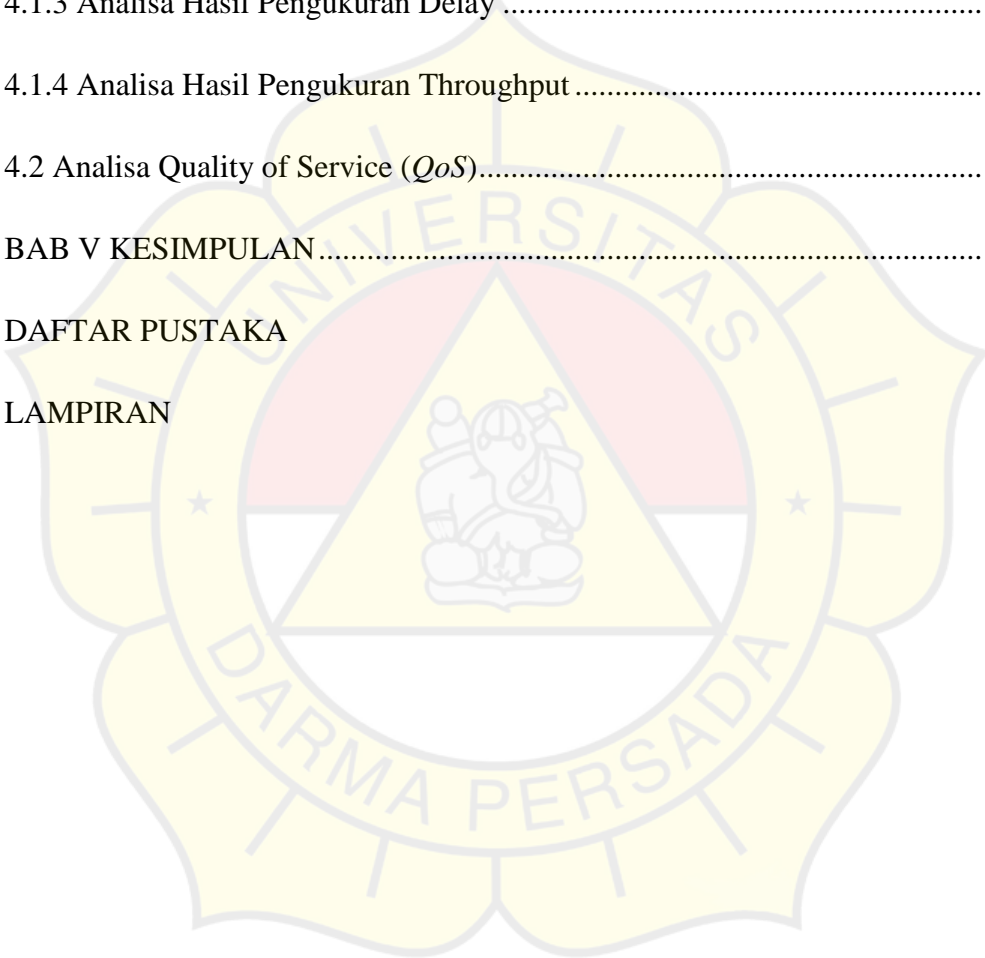 4.1.3 Analisa Hasil Pengukuran Delay ............................................................
4.1.4 Analisa Hasil Pengukuran Throughput ...................................................
4.2 Analisa Quality of Service (QoS)...............................................................
BAB V KESIMPULAN...................................................................................
DAFTAR PUSTAKA
LAMPIRAN
UNIVERSITAS
DARMA PERSADA